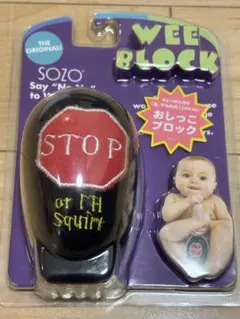 THE ORIGINAL!
WEE
BLOCK
SOZO®
Say "No
to W
おしっこ
ブロック
STOP
or I'll
Squirt